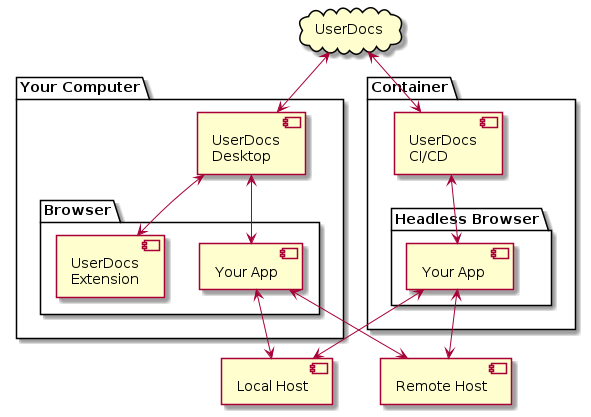 UserDocs
Your Computer
Container
UserDocs
Desktop
UserDocs
CI/CD
Browser
Headless Browser
UserDocs
Extension
Your App
Your App
Local Host
Remote Host